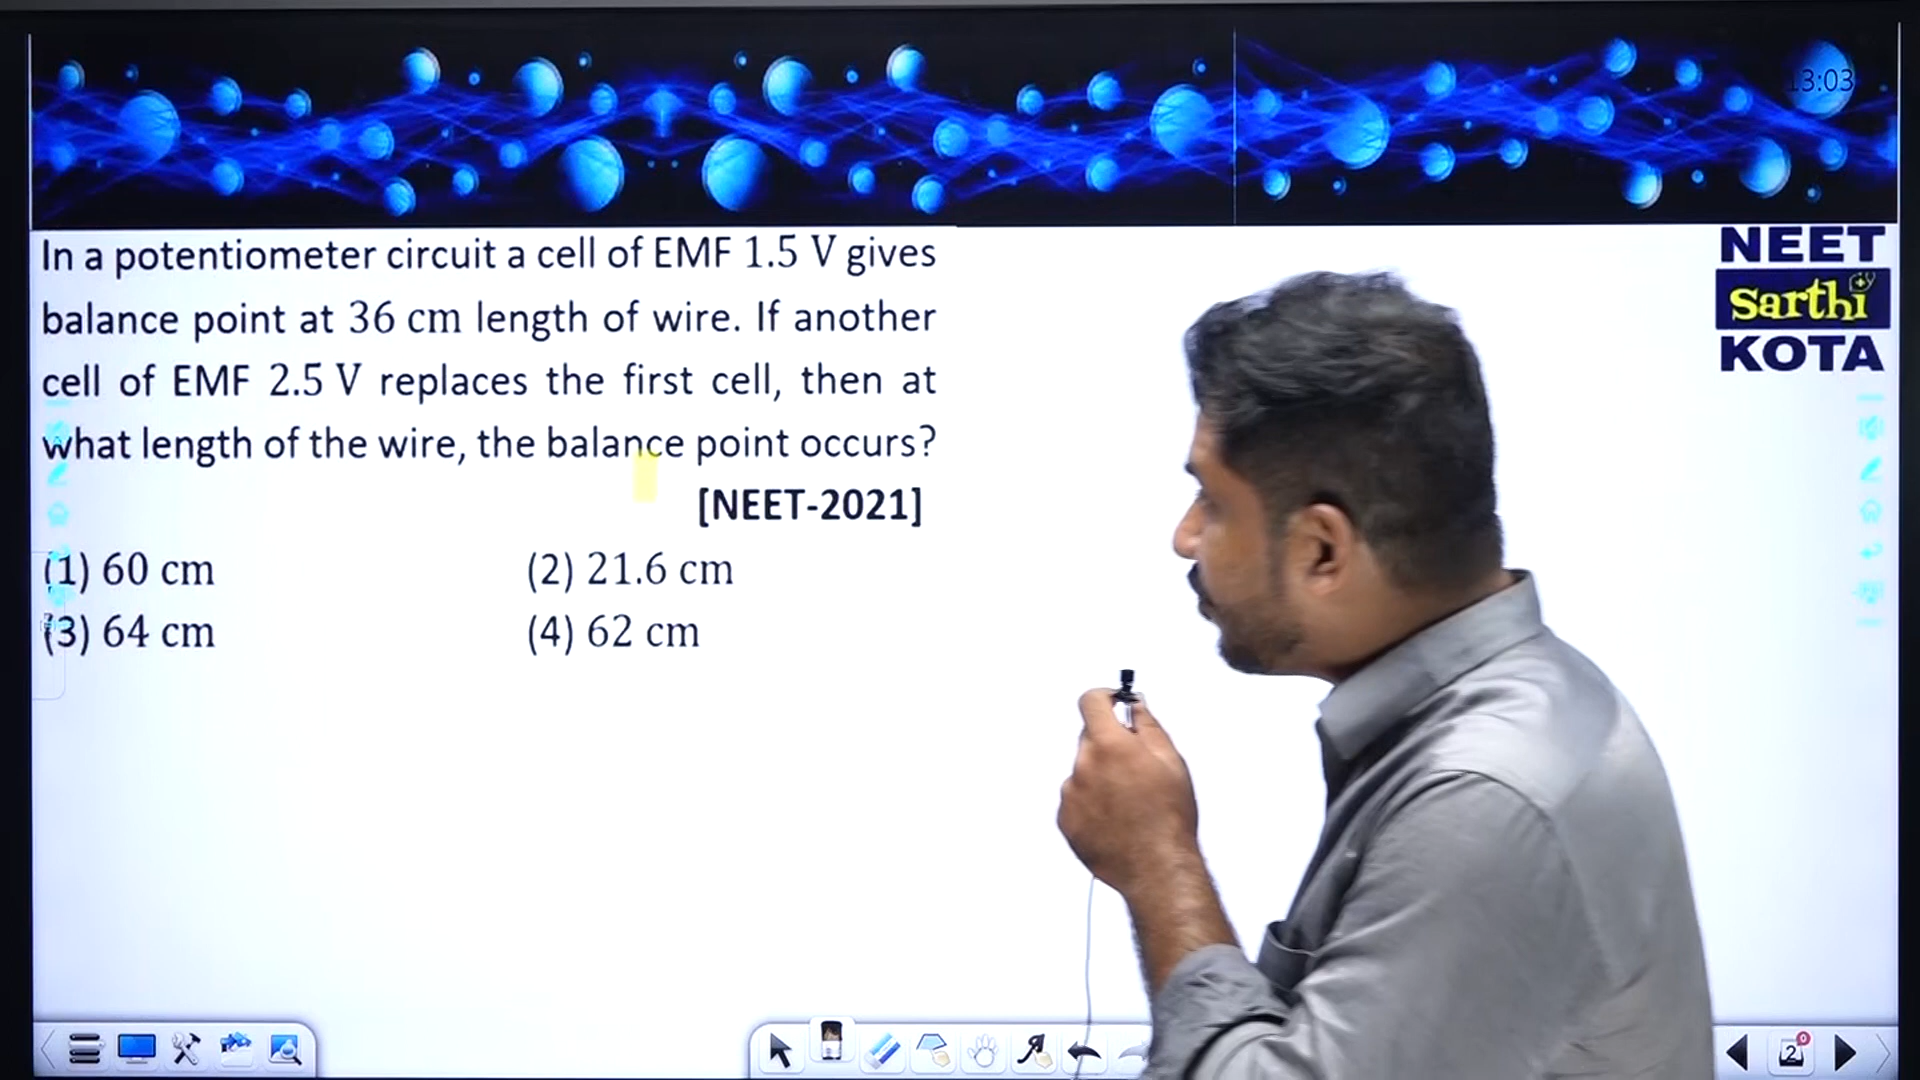 13:03
NEET
Sarthi
KOTA
In a potentiometer circuit a cell of EMF 1.5 V gives
balance point at 36 cm length of wire. If another
cell of EMF 2.5 V replaces the first cell, then at
what length of the wire, the balance point occurs?
[NEET-2021]
(1) 60 cm (2) 21.6 cm
(3) 64 cm (4) 62 cm
2
0